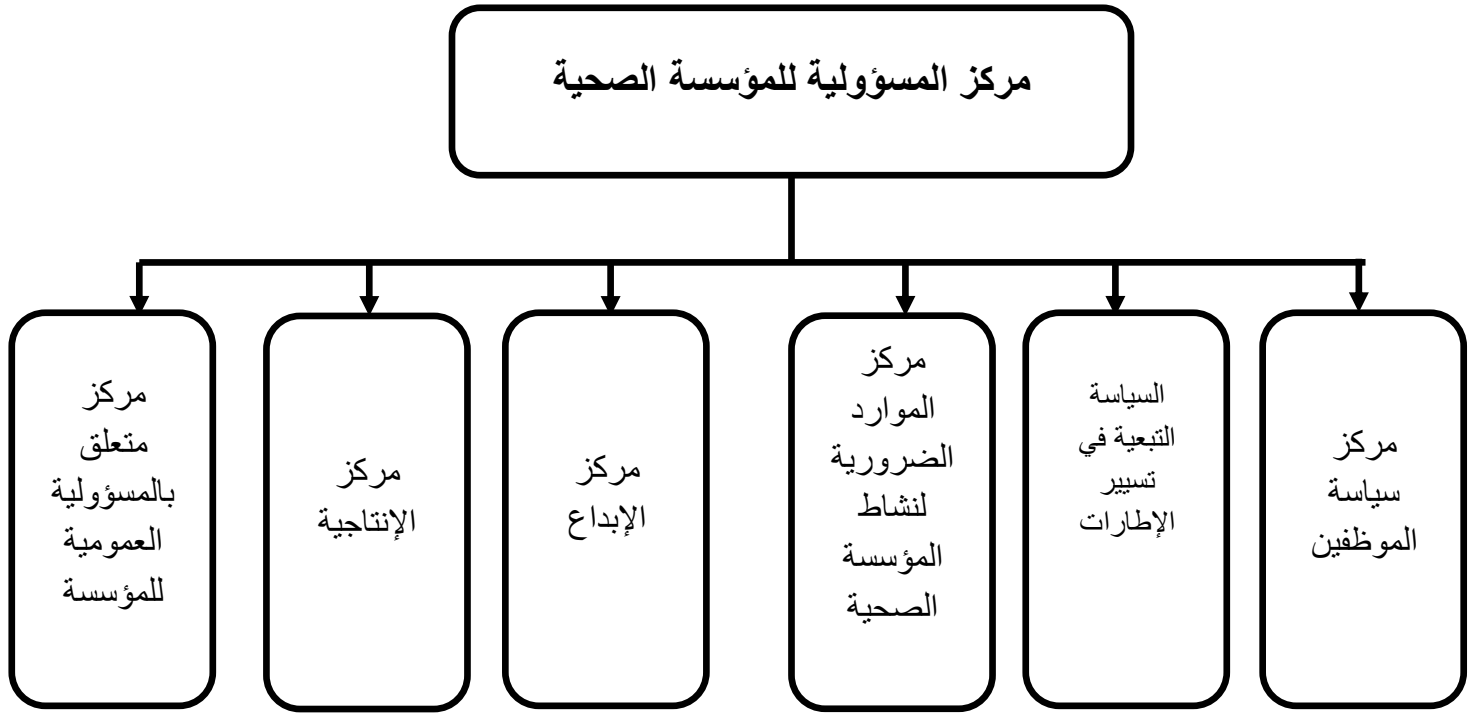 مركز المسؤولية للمؤسسة الصحية
مركز
سياسة
الموظفين
السياسة
التبعية في
تسيير
الإطارات
مركز
الموارد
الضرورية
لنشاط
المؤسسة
الصحية
مركز
الإبداع
مركز
الإنتاجية
مركز
متعلق
بالمسؤولية
العمومية
للمؤسسة